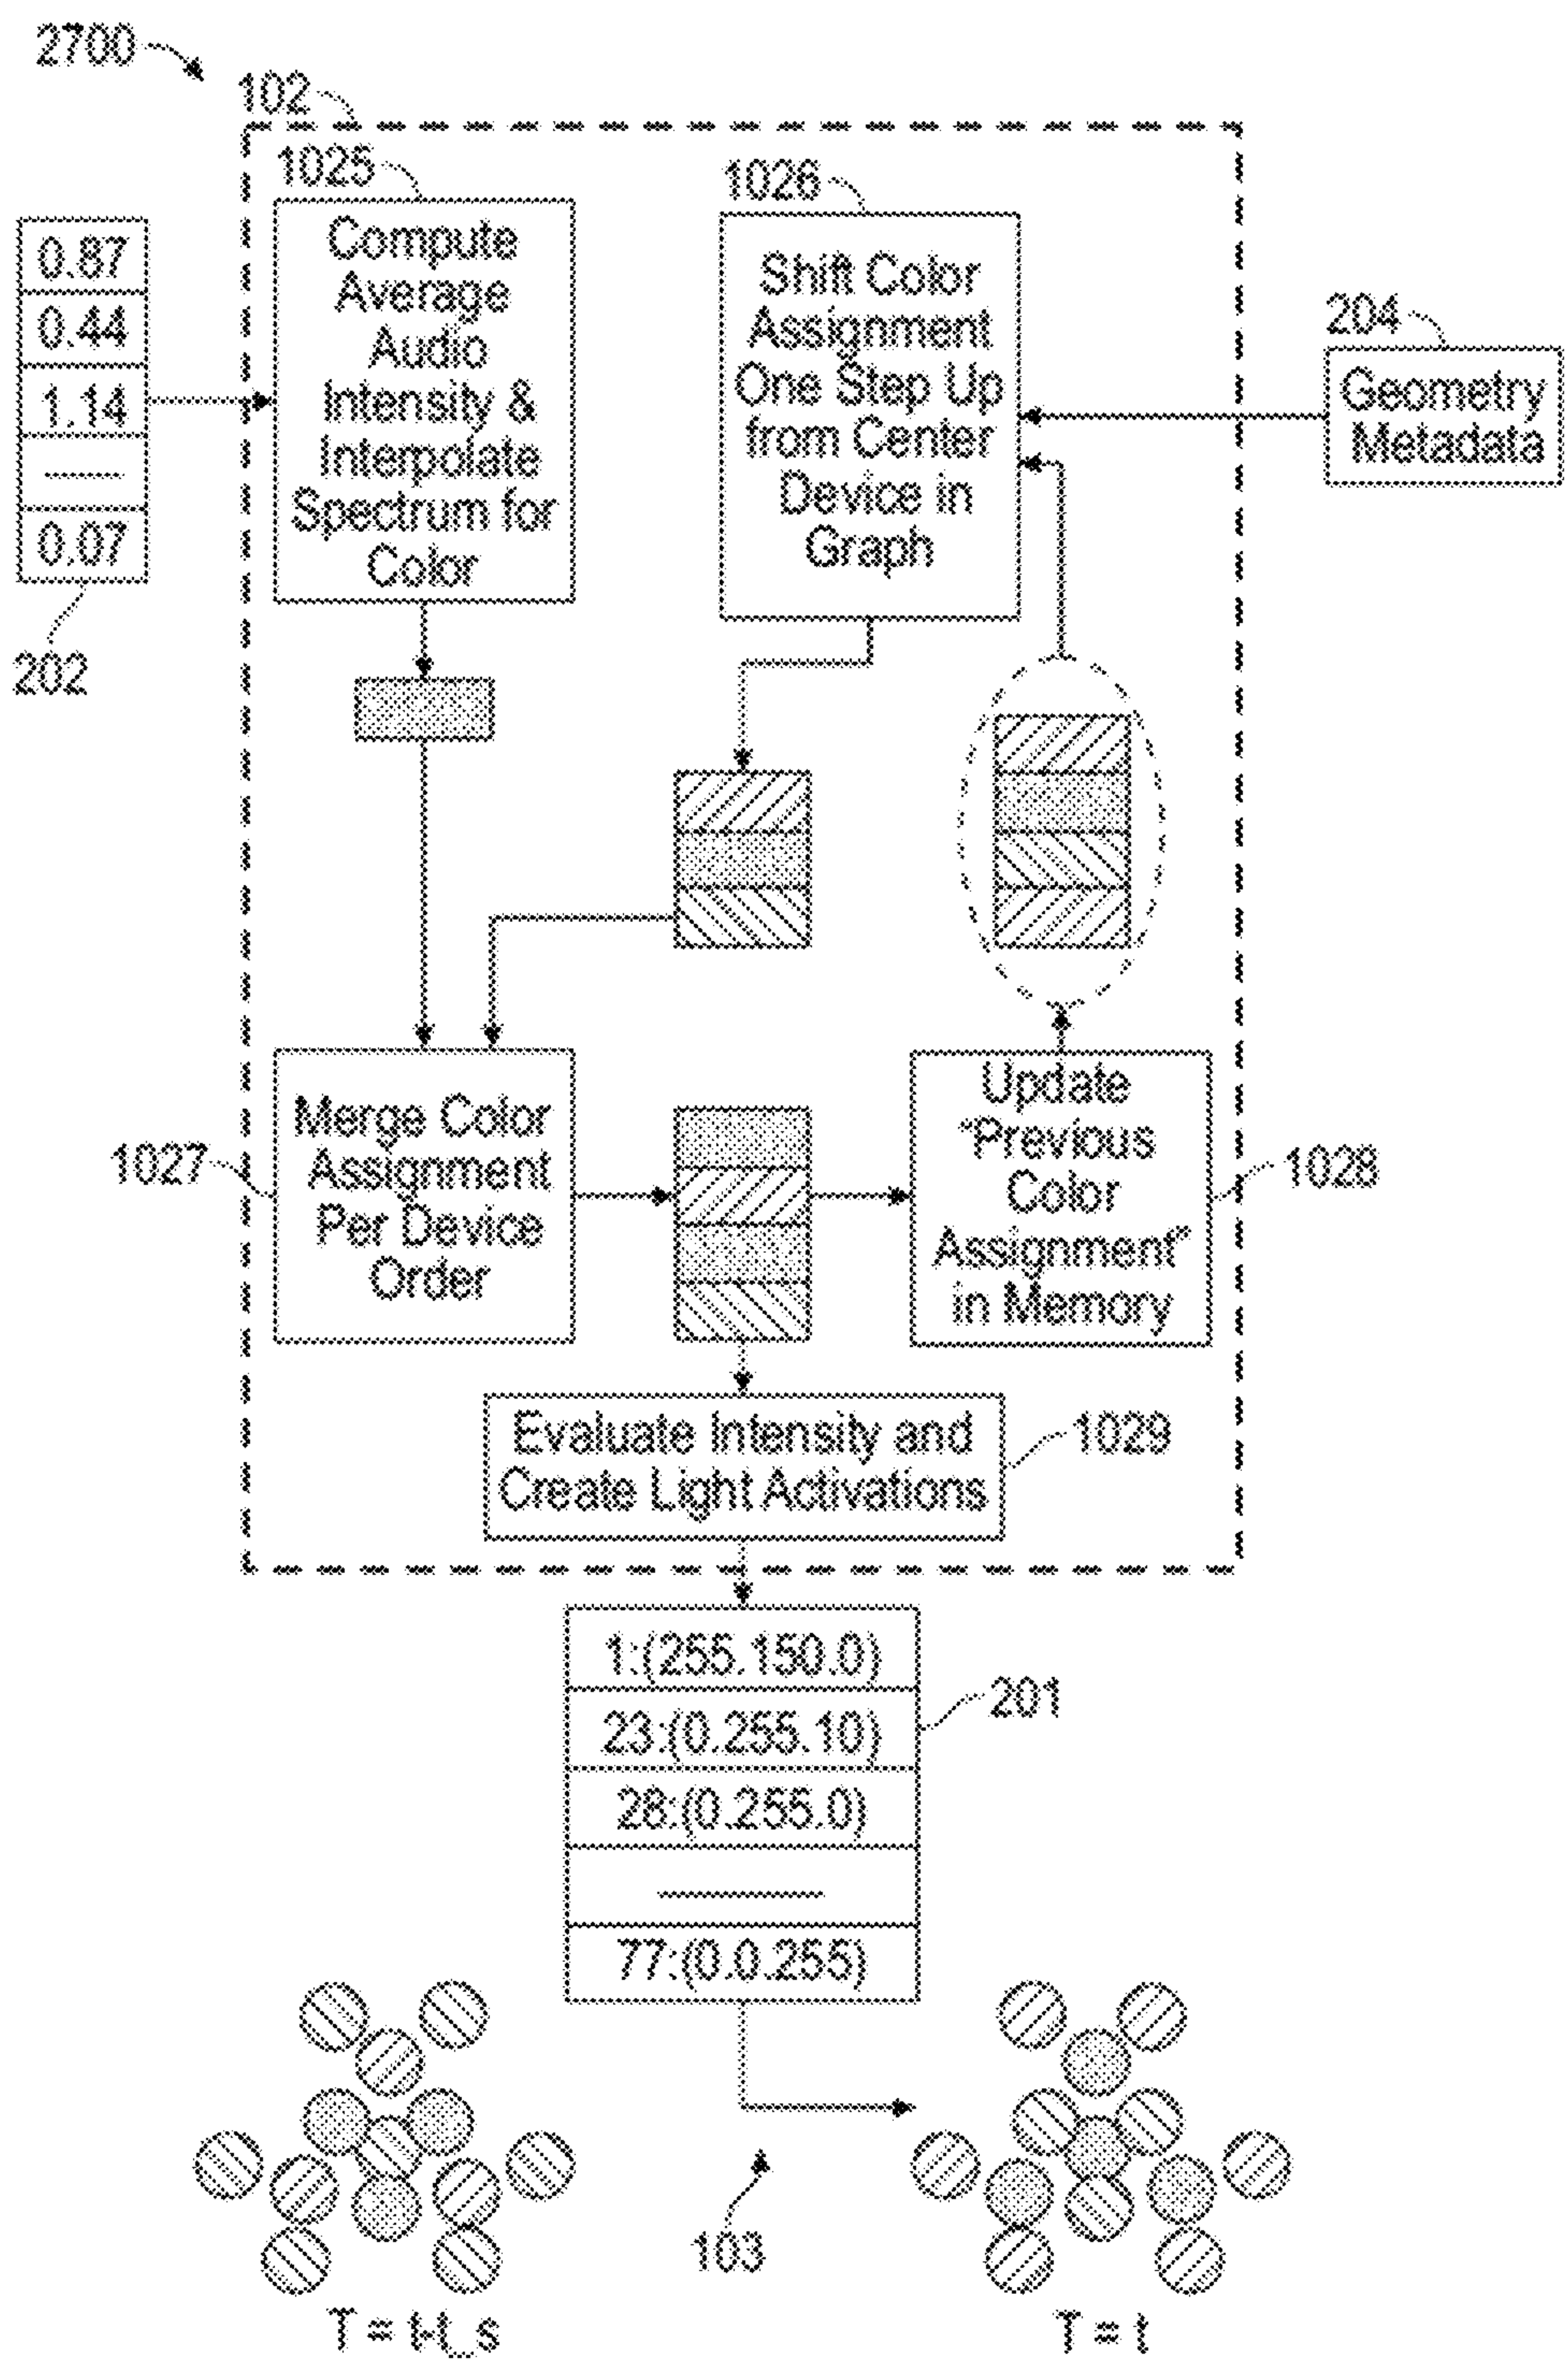 2700
102
1025
Compute
Average
Audio
Intensity &
Interpolate
Spectrum for
Color
1026
Shift Color
Assignment
One Step Up
from Center
Device in
Graph
204
Geometry
Metadata
0.87
0.44
1.14
0.07
202
1027
Merge Color
Assignment
Per Device
Order
Update
"Previous
Color
Assignment"
in Memory
1028
Evaluate Intensity and
Create Light Activations
1029
1:(255.150.0)
23:(0.255.10)
28:(0.255.0)
77:(0.0.255)
201
103
T = t-t_s
T = t